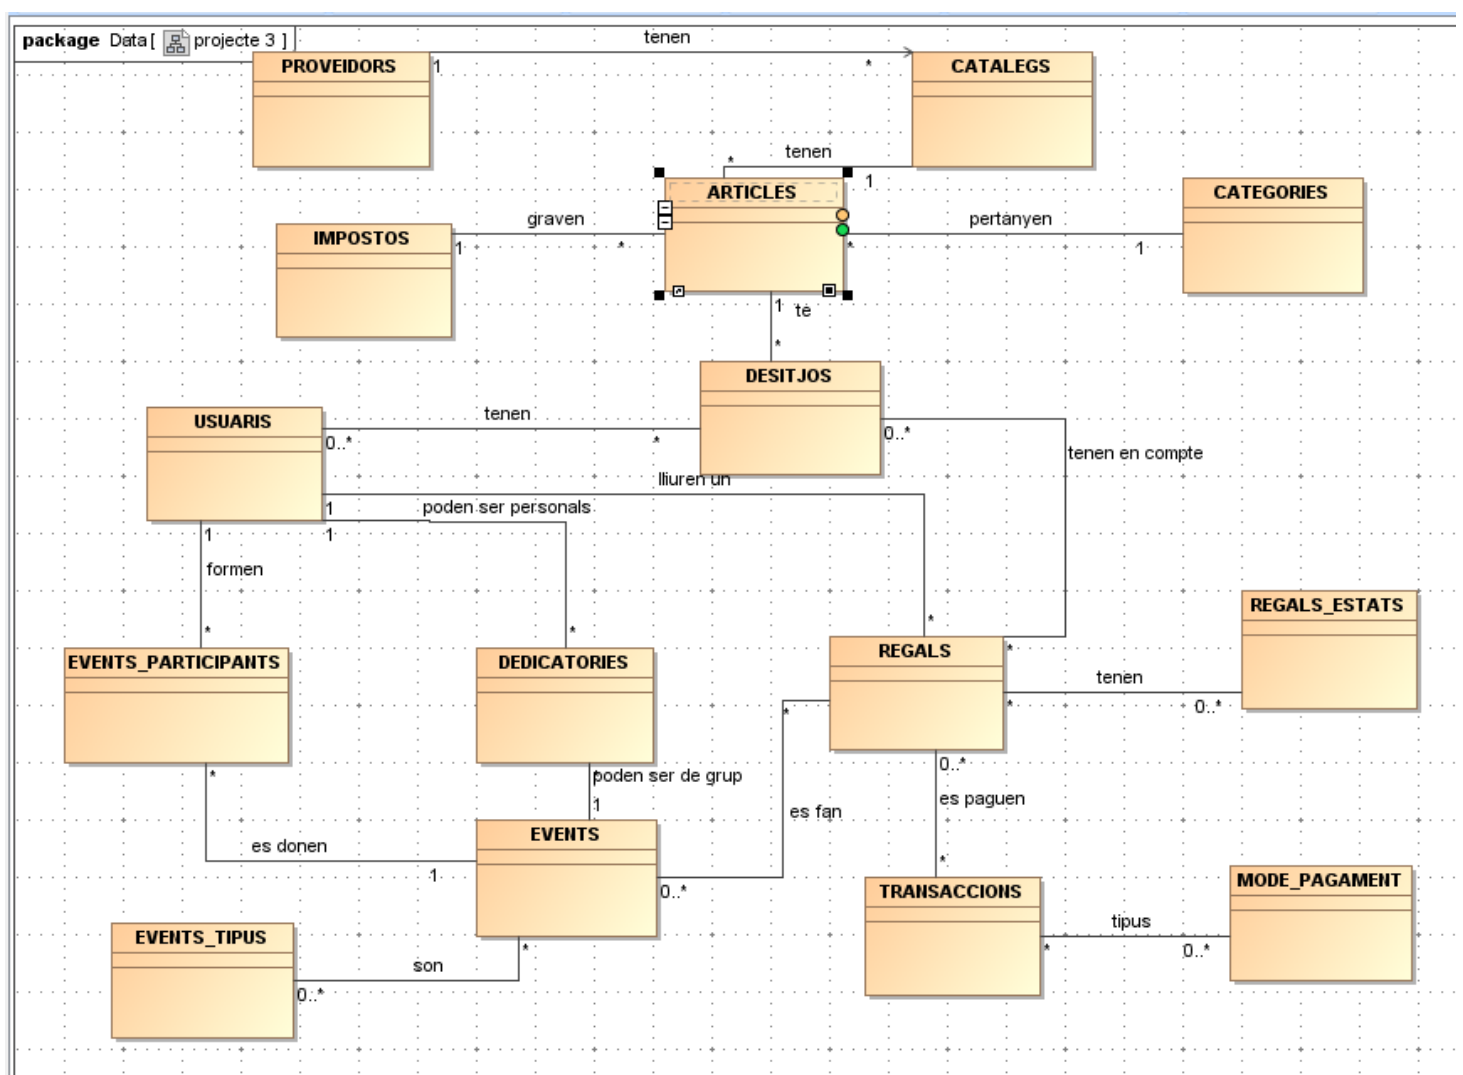 package Data [ projecte 3 ]
tenen
PROVEIDORS
1
*
CATALEGS
tenen
*
1
ARTICLES
CATEGORIES
graven
pertanyen
IMPOSTOS
1
*
*
1
1
te
*
DESITJOS
USUARIS
tenen
0..*
*
0..*
tenen en compte
lliuren un
1
poden ser personals
1
1
formen
*
*
*
REGALS_ESTATS
EVENTS_PARTICIPANTS
DEDICATORIES
REGALS
*
tenen
*
0..*
*
*
*
poden ser de grup
0..*
1
es paguen
es fan
EVENTS
es donen
*
1
0..*
TRANSACCIONS
MODE_PAGAMENT
tipus
*
0..*
EVENTS_TIPUS
*
son
0..*